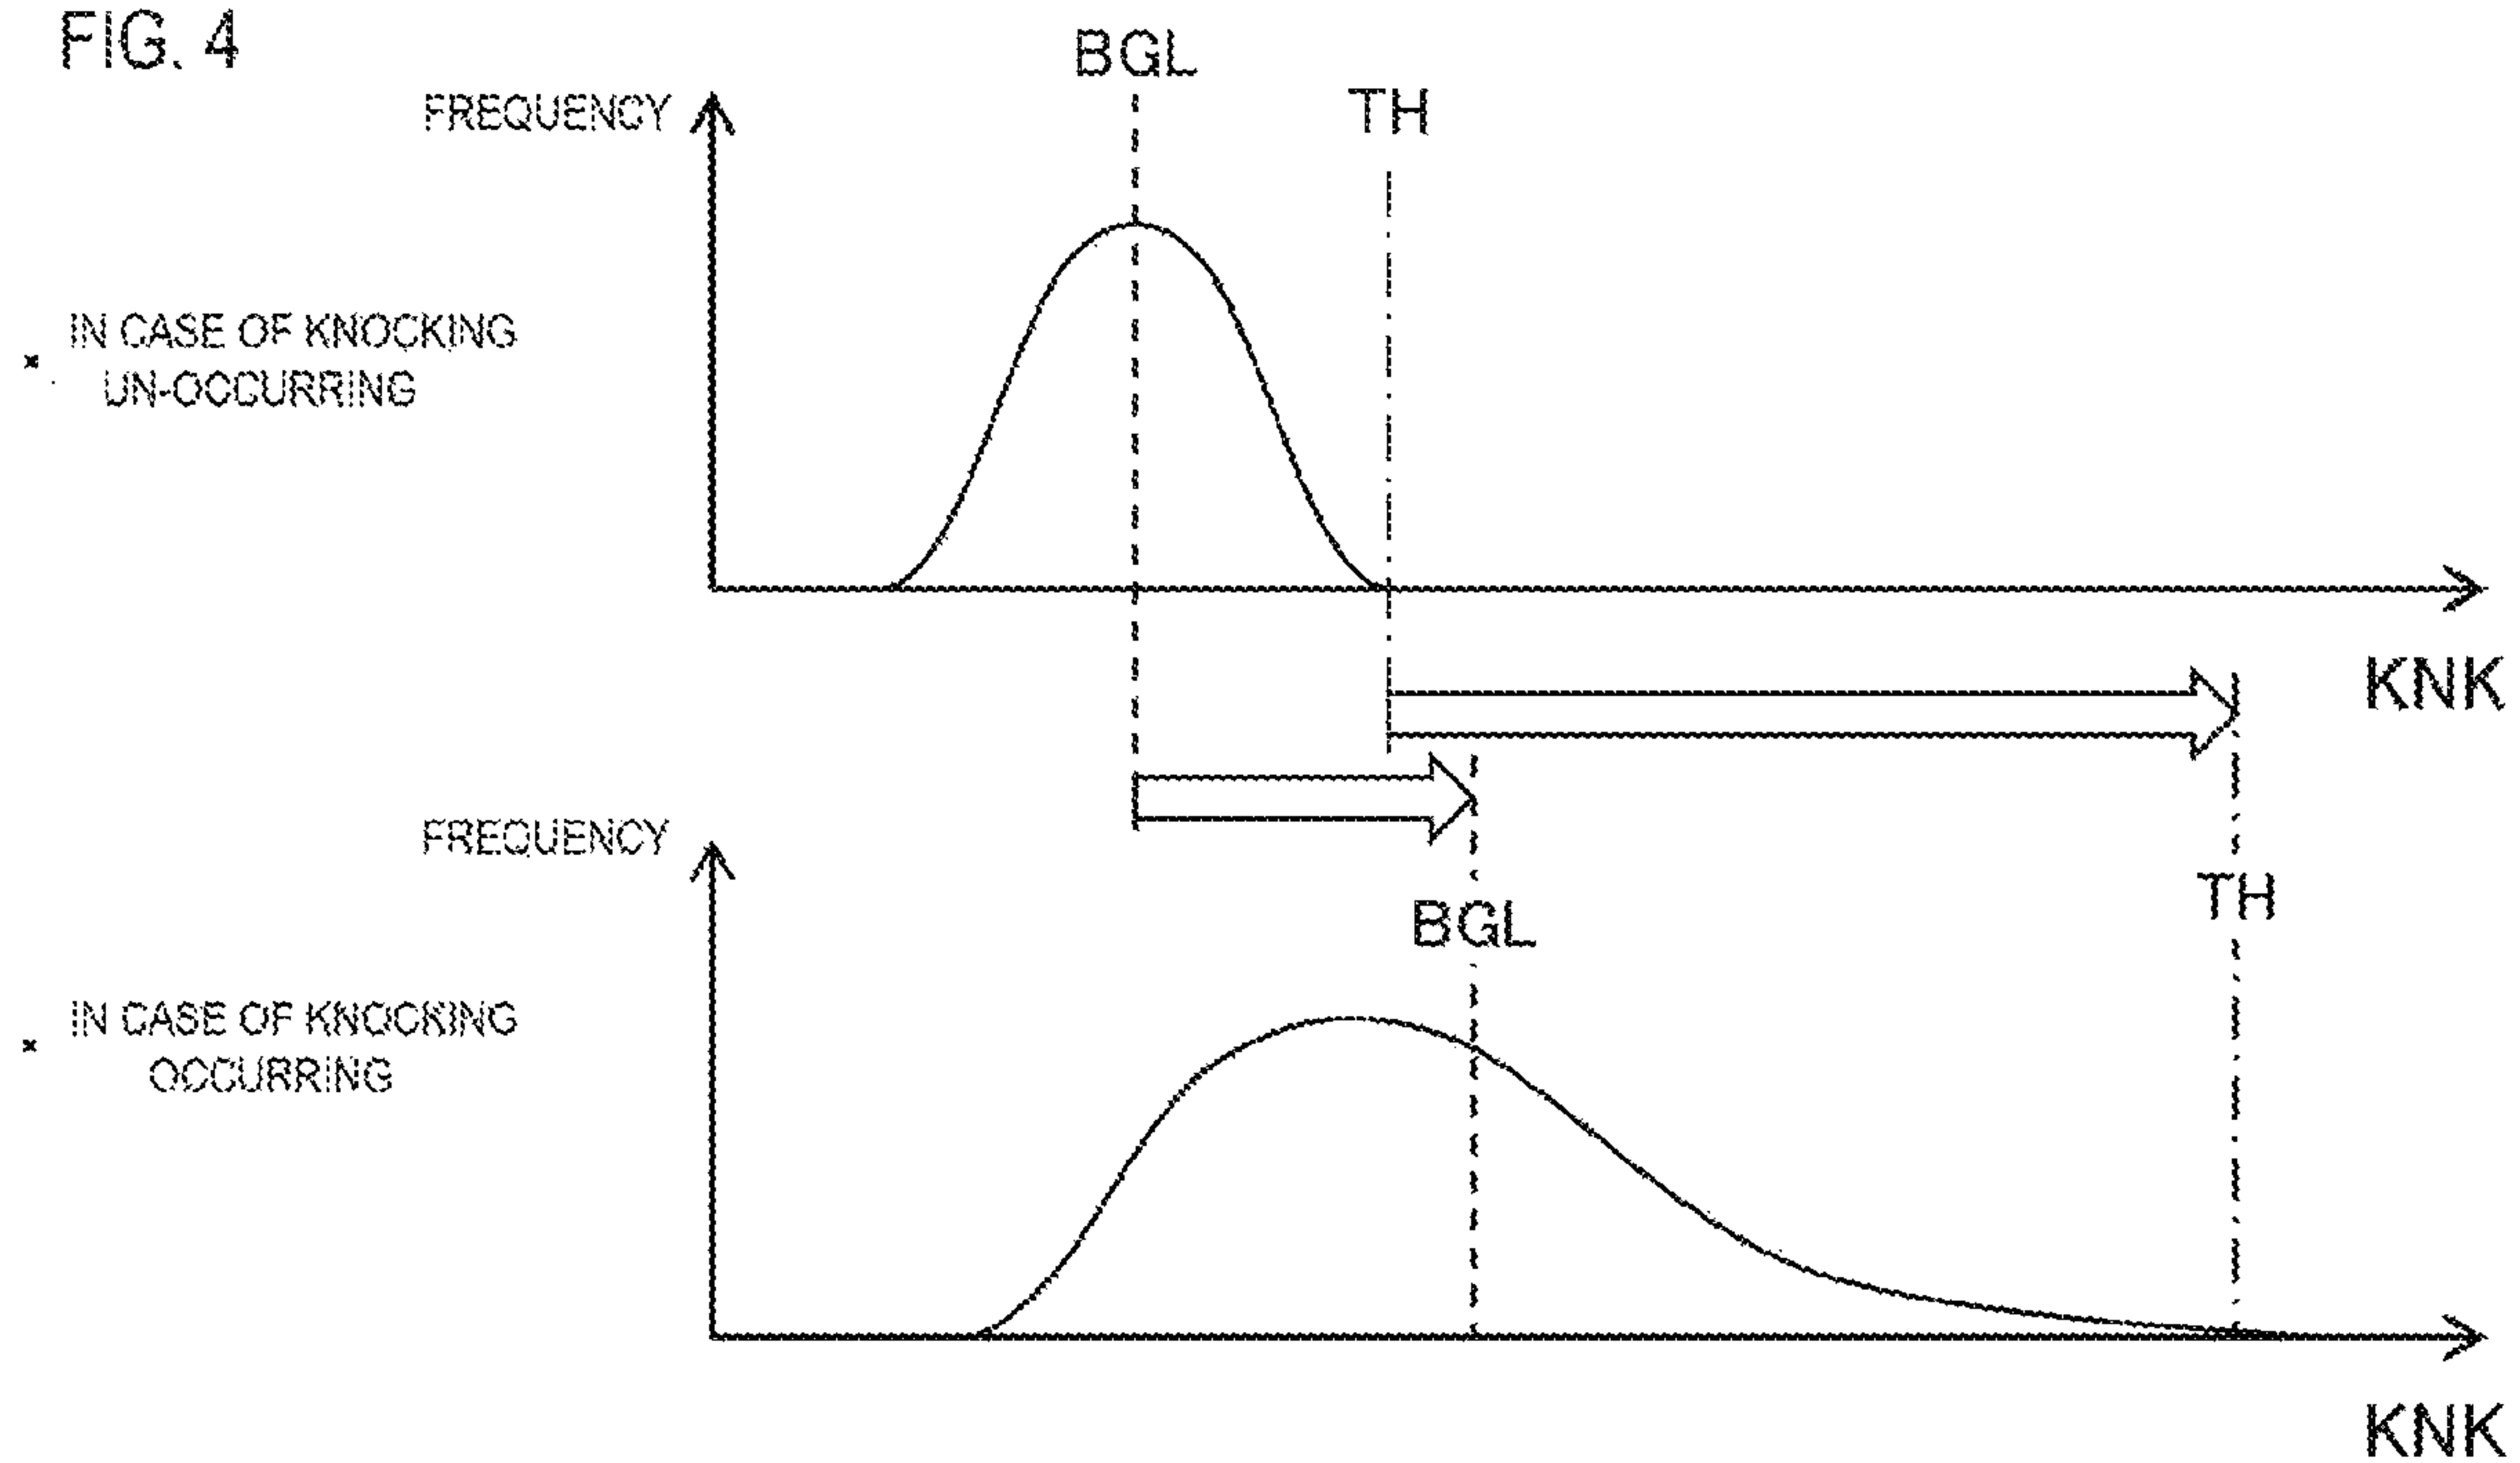 FIG. 4
BGL
TH
FREQUENCY
IN CASE OF KNOCKING
UN-OCCURRING
KNK
FREQUENCY
TH
BGL
IN CASE OF KNOCKING
OCCURRING
KNK